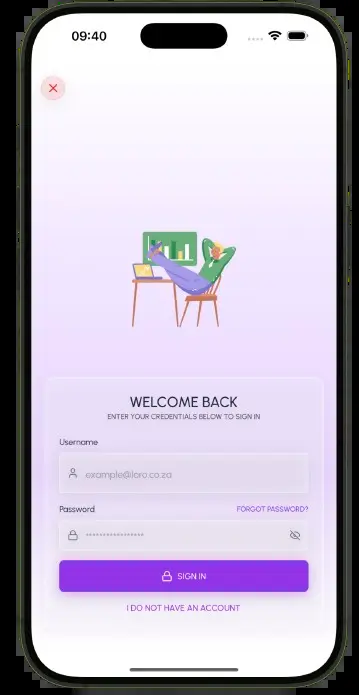 09:40
WELCOME BACK
ENTER YOUR CREDENTIALS BELOW TO SIGN IN
Username
example@loro.co.za
Password
FORGOT PASSWORD?
••••••••••••••••
SIGN IN
I DO NOT HAVE AN ACCOUNT